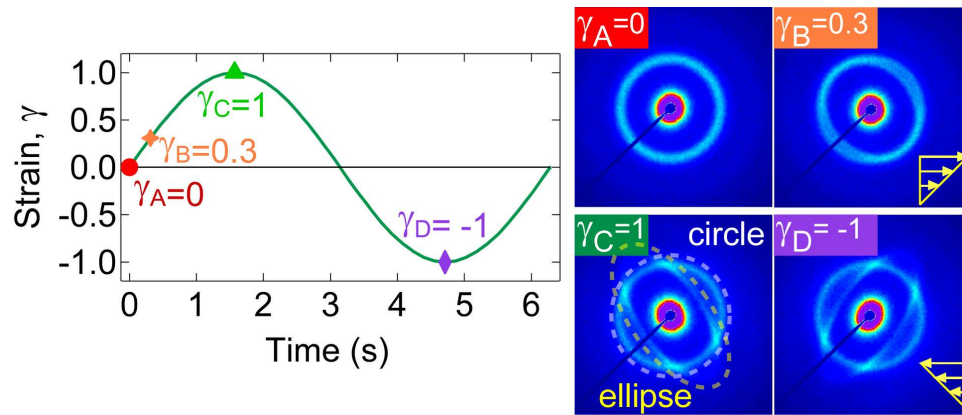 Strain, γ
1.0
0.5
0.0
-0.5
-1.0
γC=1
γB=0.3
γA=0
γD= -1
0 1 2 3 4 5 6
Time (s)
γA=0
γB=0.3
γC=1
circle
ellipse
γD= -1